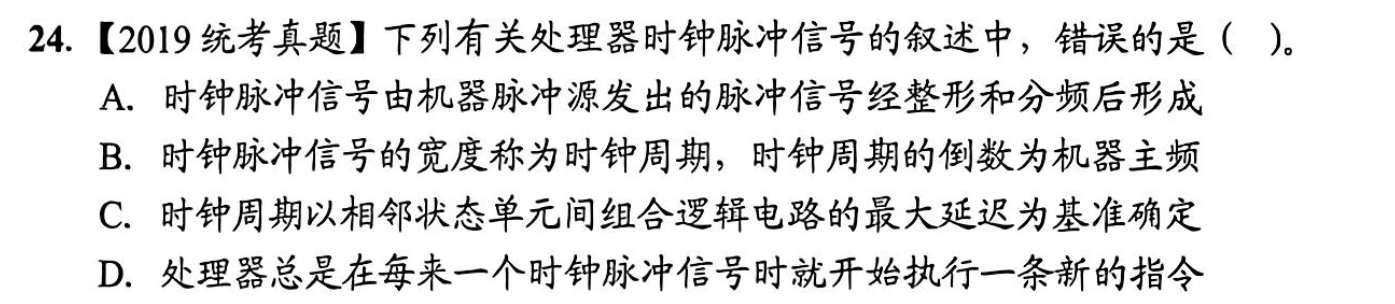 24.【2019 统考真题】下列有关处理器时钟脉冲信号的叙述中，错误的是（ ）。
A. 时钟脉冲信号由机器脉冲源发出的脉冲信号经整形和分频后形成
B. 时钟脉冲信号的宽度称为时钟周期，时钟周期的倒数为机器主频
C. 时钟周期以相邻状态单元间组合逻辑电路的最大延迟为基准确定
D. 处理器总是在每来一个时钟脉冲信号时就开始执行一条新的指令